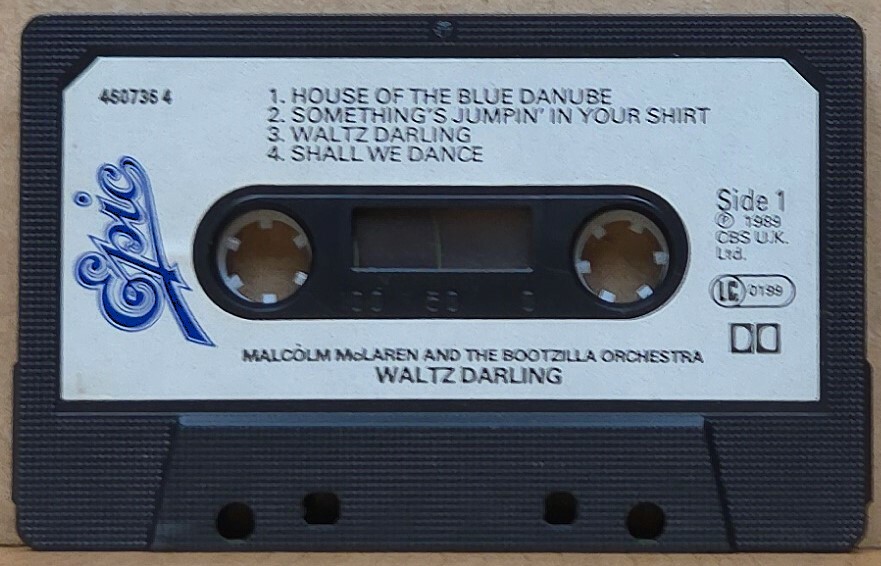 460736 4
1. HOUSE OF THE BLUE DANUBE
2. SOMETHING'S JUMPIN' IN YOUR SHIRT
3. WALTZ DARLING
4. SHALL WE DANCE
Epic
Side 1
Ⓟ 1989
CBS U.K.
Ltd.
LC 0199
MALCOLM McLAREN AND THE BOOTZILLA ORCHESTRA
WALTZ DARLING